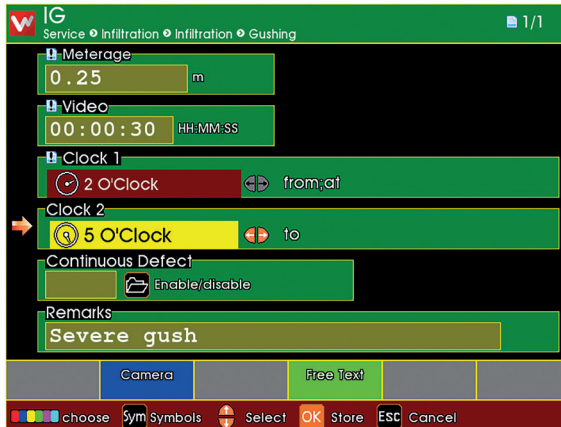 IG
1/1
Service Infiltration Infiltration Gushing
Meterage
0.25 m
Video
00:00:30 HH:MM:SS
Clock 1
2 O'Clock from;at
Clock 2
5 O'Clock to
Continuous Defect
Enable/disable
Remarks
Severe gush
Camera Free Text
choose Sym Symbols Select OK Store ESC Cancel